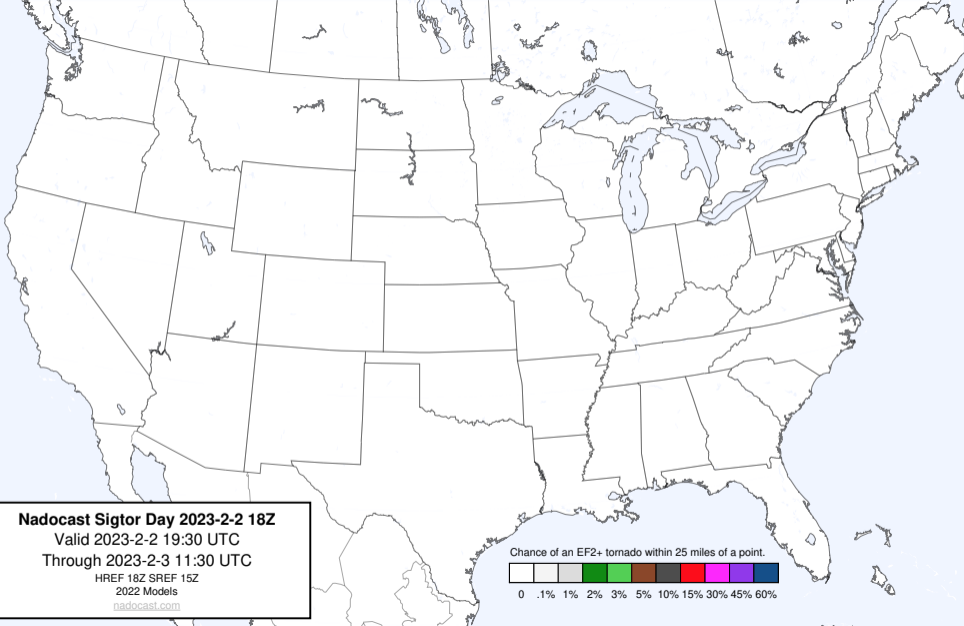 Nadocast Sigtor Day 2023-2-2 18Z
Valid 2023-2-2 19:30 UTC
Through 2023-2-3 11:30 UTC
HREF 18Z SREF 15Z
2022 Models
nadocast.com
Chance of an EF2+ tornado within 25 miles of a point.
0 .1% 1% 2% 3% 5% 10% 15% 30% 45% 60%